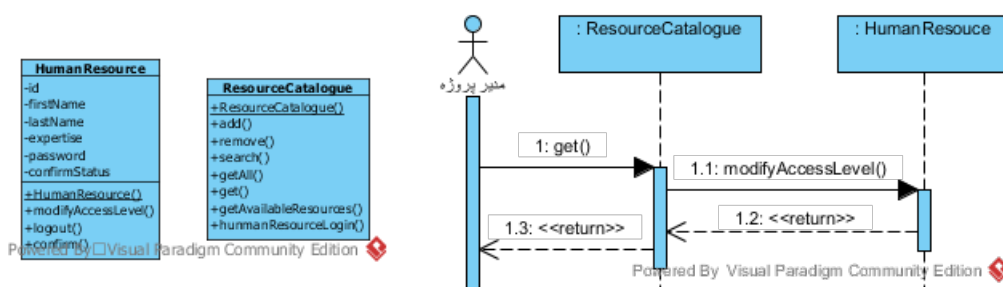 HumanResource
-id
-firstName
-lastName
-expertise
-password
-confirmStatus
+HumanResource()
+modifyAccessLevel()
+logout()
+confirm()
ResourceCatalogue
+ResourceCatalogue()
+add()
+remove()
+search()
+getAll()
+get()
+getAvailableResources()
+hunmanResourceLogin()
Powered By□Visual Paradigm Community Edition
مدیر پروژه
: ResourceCatalogue
: HumanResouce
1: get()
1.1: modifyAccessLevel()
1.2: <<return>>
1.3: <<return>>
Powered By Visual Paradigm Community Edition